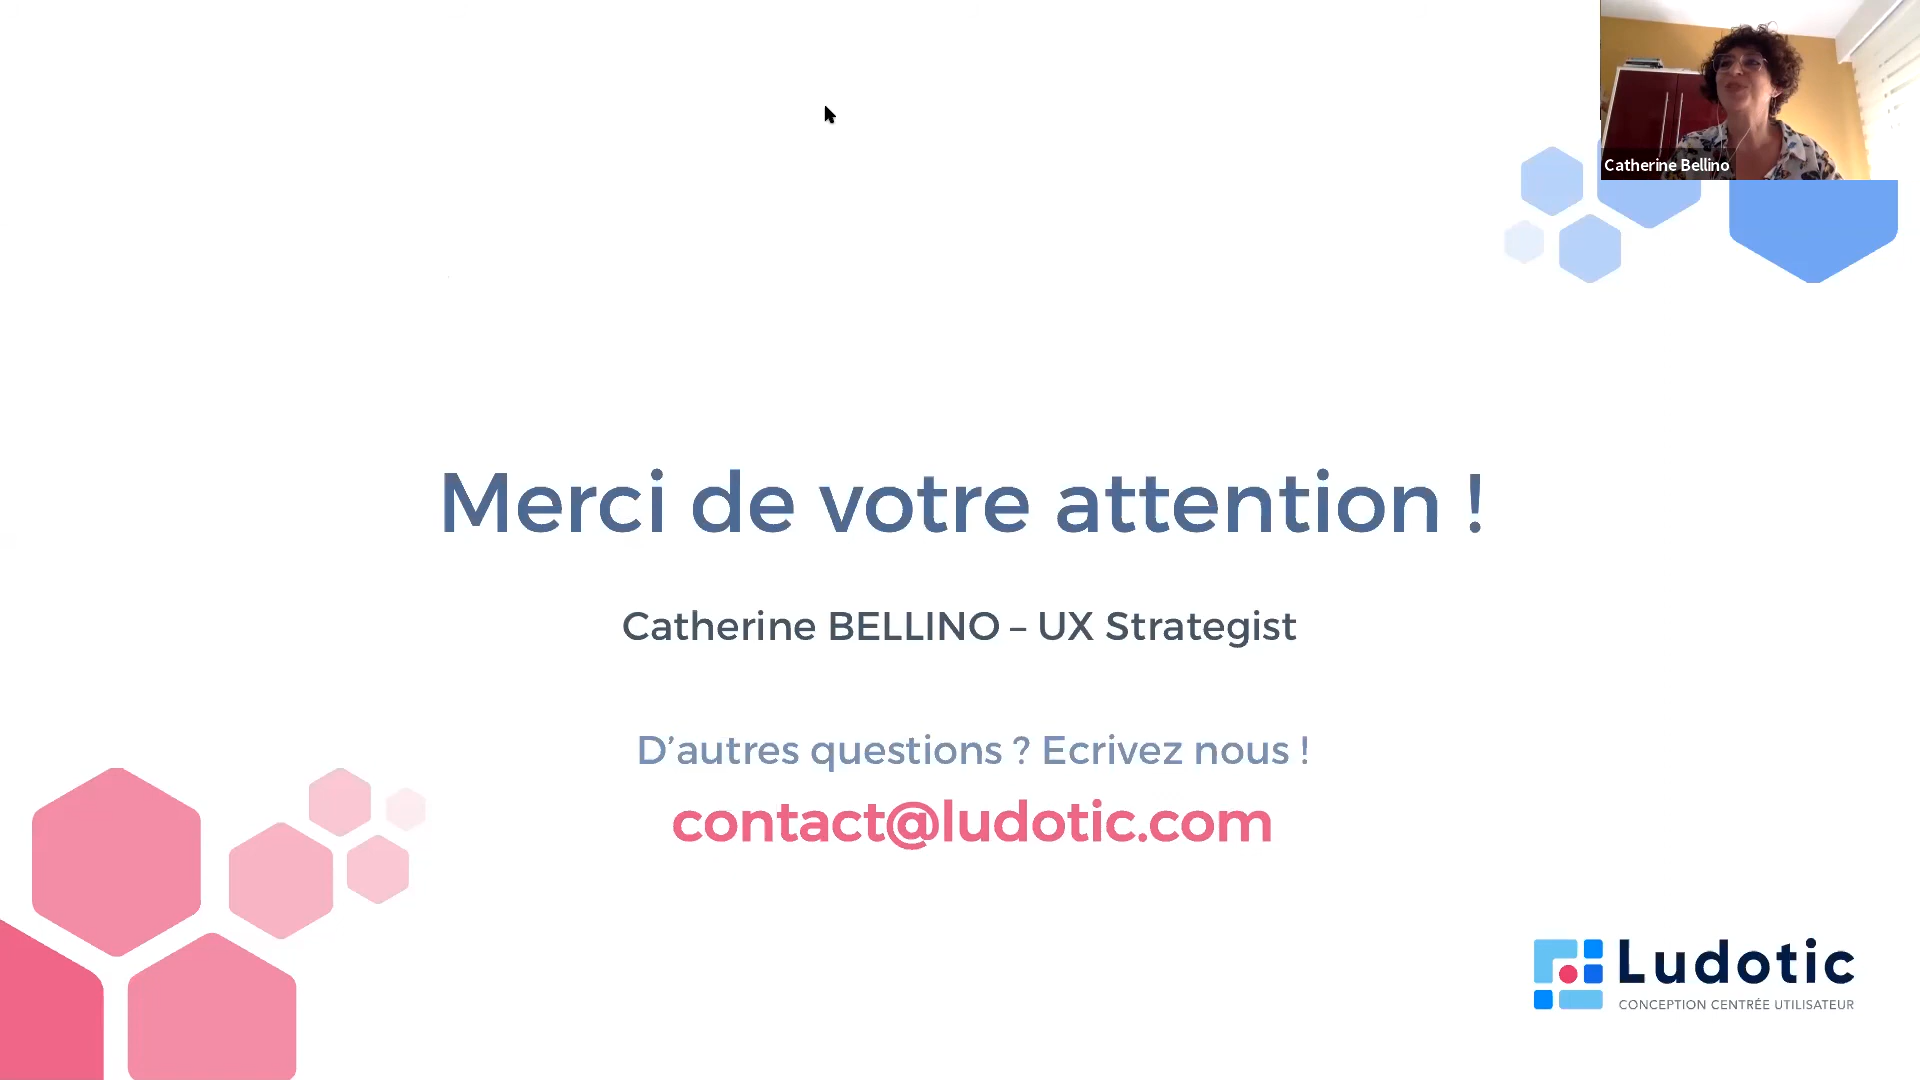 Catherine Bellino
Merci de votre attention !
Catherine BELLINO – UX Strategist
D’autres questions ? Ecrivez nous !
contact@ludotic.com
Ludotic
CONCEPTION CENTRÉE UTILISATEUR